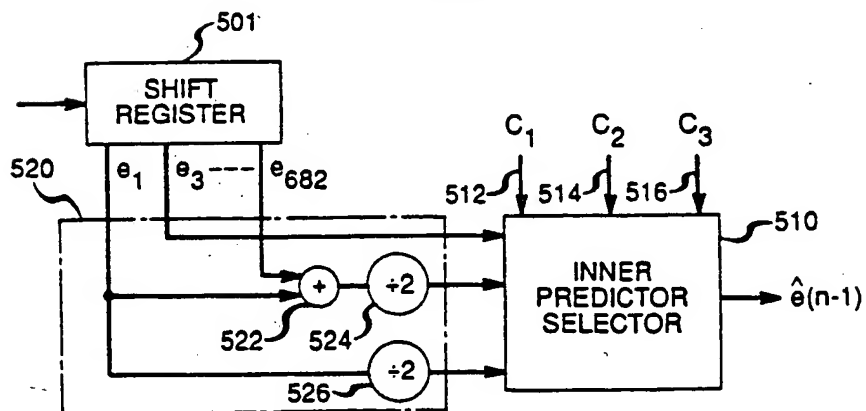 501
SHIFT
REGISTER
520
e1 e3 ---- e682
C1 C2 C3
512 514 516
510
INNER
PREDICTOR
SELECTOR
ê(n-1)
+ ÷2
522 524
÷2
526